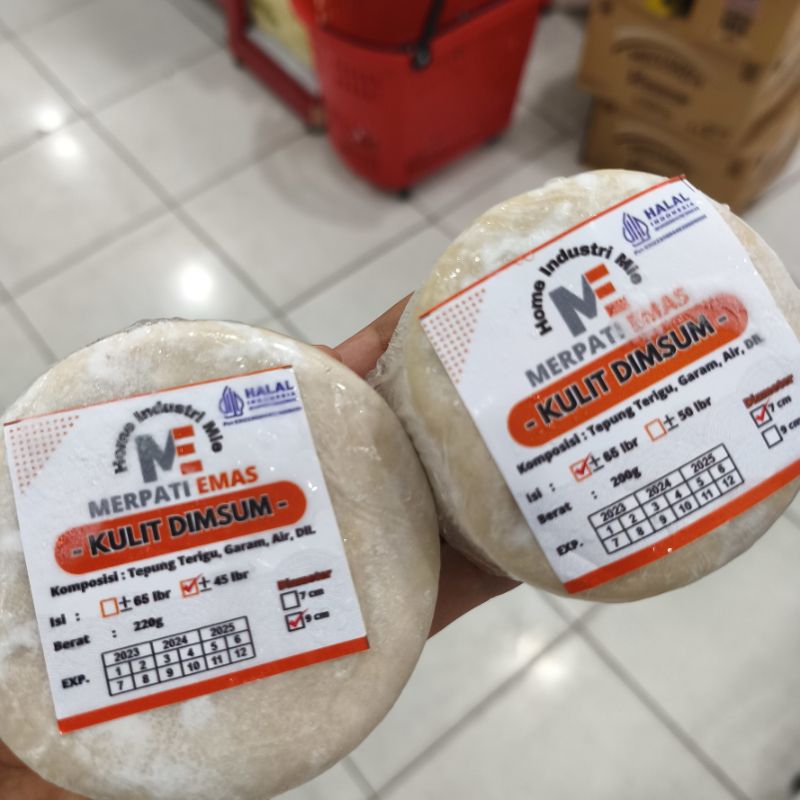 HALAL
INDONESIA
Home Industri Mie
ME
MERPATI EMAS
- KULIT DIMSUM -
Komposisi : Tepung Terigu, Garam, Air, Dll.
Isi : ± 65 lbr ± 45 lbr
Diameter
7 cm
9 cm
Berat : 220g
2023 2024 2025
1 2 3 4 5 6
EXP. 7 8 9 10 11 12
HALAL
INDONESIA
Home Industri Mie
ME
MERPATI EMAS
- KULIT DIMSUM -
Komposisi : Tepung Terigu, Garam, Air, Dll.
Isi : ± 65 lbr ± 50 lbr
Diameter
7 cm
9 cm
Berat : 200g
2023 2024 2025
1 2 3 4 5 6
EXP. 7 8 9 10 11 12